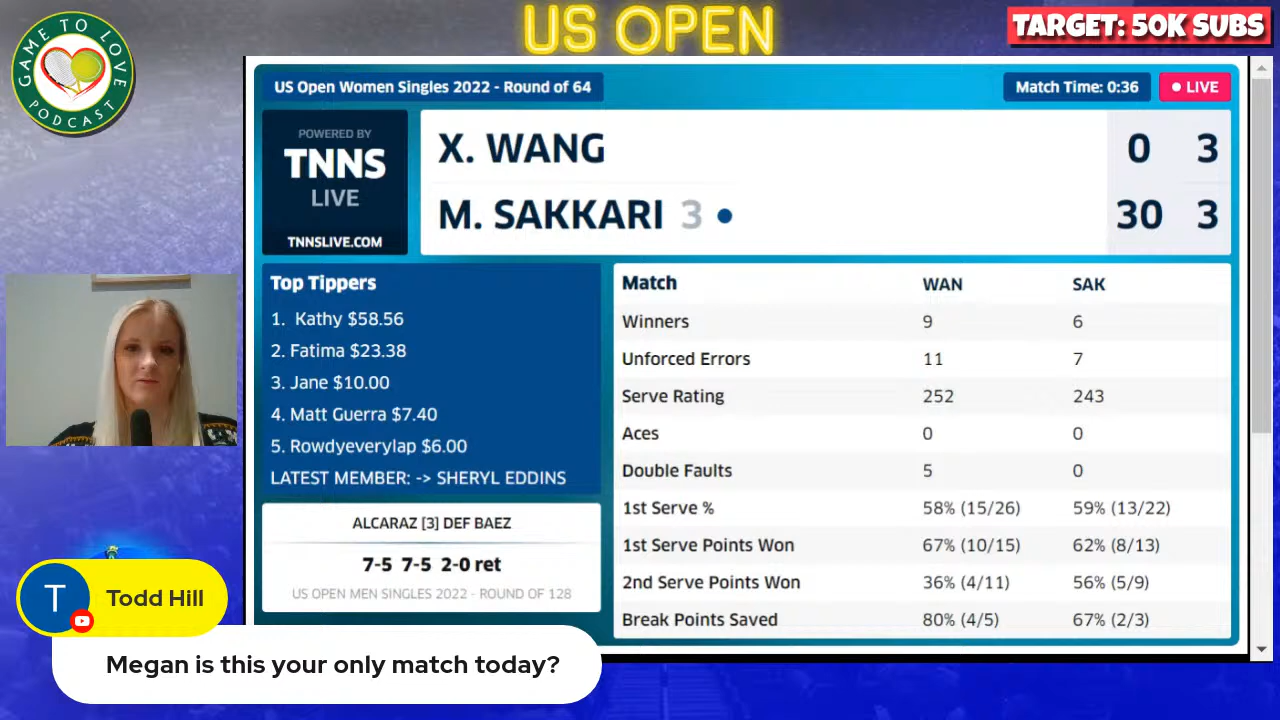 GAME TO LOVE
PODCAST
US OPEN
TARGET: 50K SUBS
US Open Women Singles 2022 - Round of 64
Match Time: 0:36
LIVE
POWERED BY
TNNS
LIVE
TNNSLIVE.COM
X. WANG 0 3
M. SAKKARI 3 30 3
Top Tippers
1. Kathy $58.56
2. Fatima $23.38
3. Jane $10.00
4. Matt Guerra $7.40
5. Rowdyeverylap $6.00
LATEST MEMBER: -> SHERYL EDDINS
ALCARAZ [3] DEF BAEZ
7-5 7-5 2-0 ret
US OPEN MEN SINGLES 2022 - ROUND OF 128
Match WAN SAK
Winners 9 6
Unforced Errors 11 7
Serve Rating 252 243
Aces 0 0
Double Faults 5 0
1st Serve % 58% (15/26) 59% (13/22)
1st Serve Points Won 67% (10/15) 62% (8/13)
2nd Serve Points Won 36% (4/11) 56% (5/9)
Break Points Saved 80% (4/5) 67% (2/3)
T
Todd Hill
Megan is this your only match today?